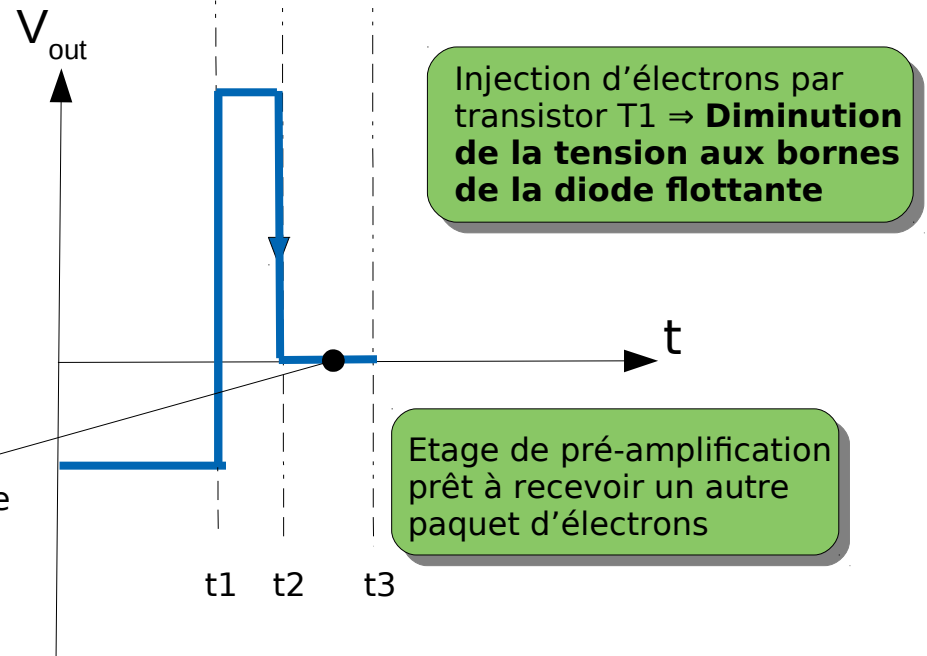 V out
Injection d’électrons par
transistor T1 ⇒ Diminution
de la tension aux bornes
de la diode flottante
t
Etage de pré-amplification
prêt à recevoir un autre
paquet d’électrons
e
t1 t2 t3